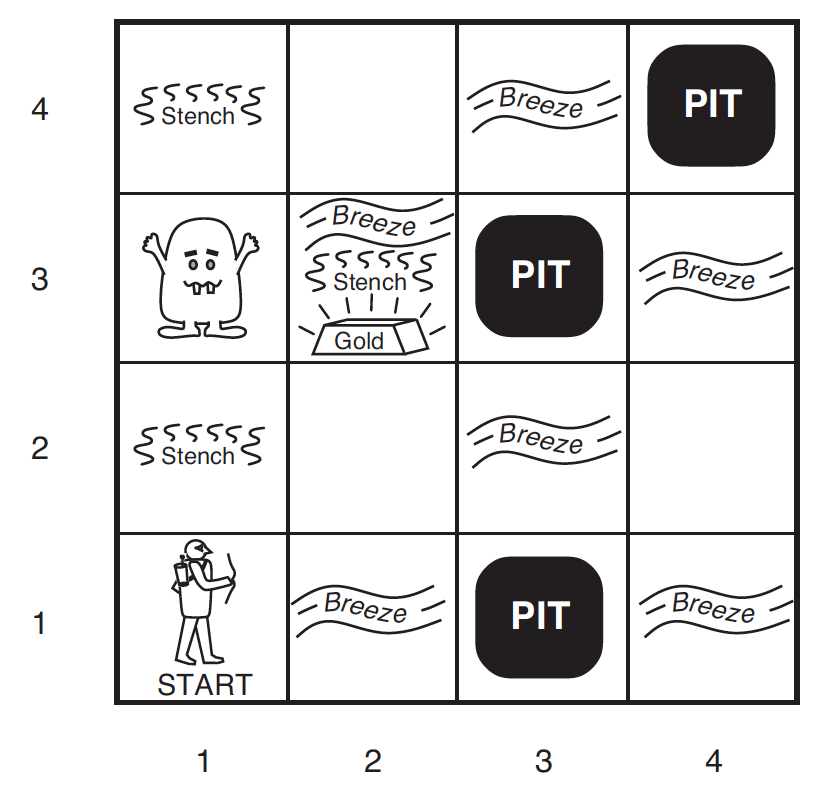 4
Stench
Breeze
PIT
3
Breeze
Stench
Gold
PIT
Breeze
2
Stench
Breeze
1
START
Breeze
PIT
Breeze
1 2 3 4